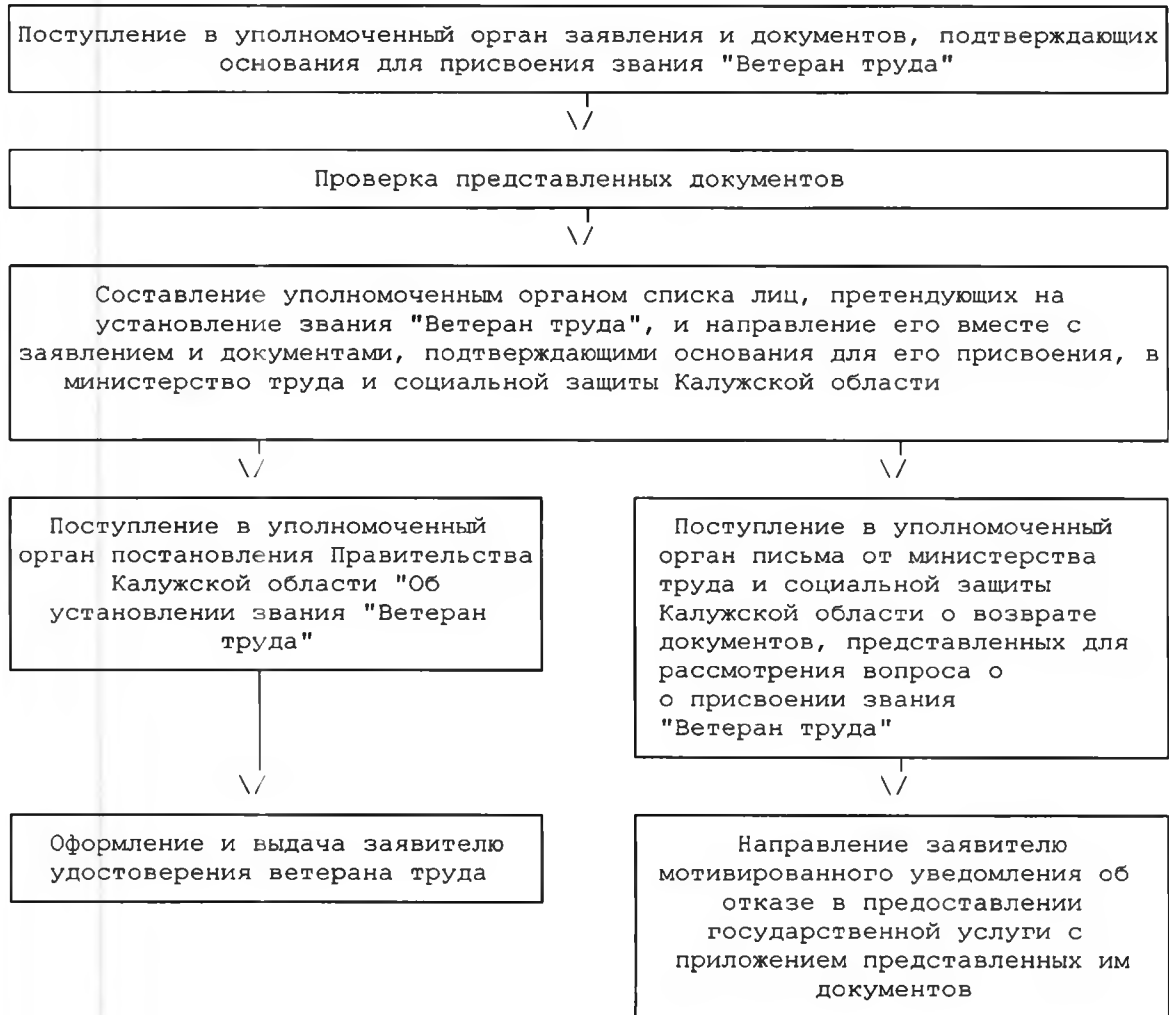 Поступление в уполномоченный орган заявления и документов, подтверждающих
основания для присвоения звания "Ветеран труда"
\/
Проверка представленных документов
\/
Составление уполномоченным органом списка лиц, претендующих на
установление звания "Ветеран труда", и направление его вместе с
заявлением и документами, подтверждающими основания для его присвоения, в
министерство труда и социальной защиты Калужской области
\/
\/
Поступление в уполномоченный
орган постановления Правительства
Калужской области "Об
установлении звания "Ветеран
труда"
\/
Оформление и выдача заявителю
удостоверения ветерана труда
Поступление в уполномоченный
орган письма от министерства
труда и социальной защиты
Калужской области о возврате
документов, представленных для
рассмотрения вопроса о
о присвоении звания
"Ветеран труда"
\/
Направление заявителю
мотивированного уведомления об
отказе в предоставлении
государственной услуги с
приложением представленных им
документов